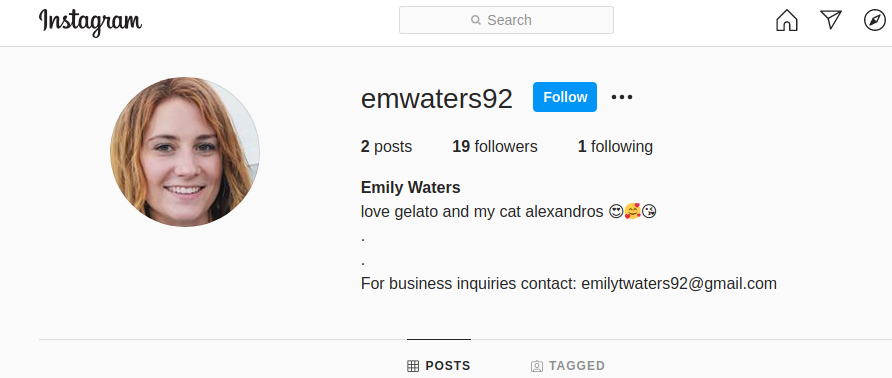 Instagram
Search
emwaters92
Follow
2 posts 19 followers 1 following
Emily Waters
love gelato and my cat alexandros 😍🥰😘
.
.
For business inquiries contact: emilytwaters92@gmail.com
POSTS TAGGED